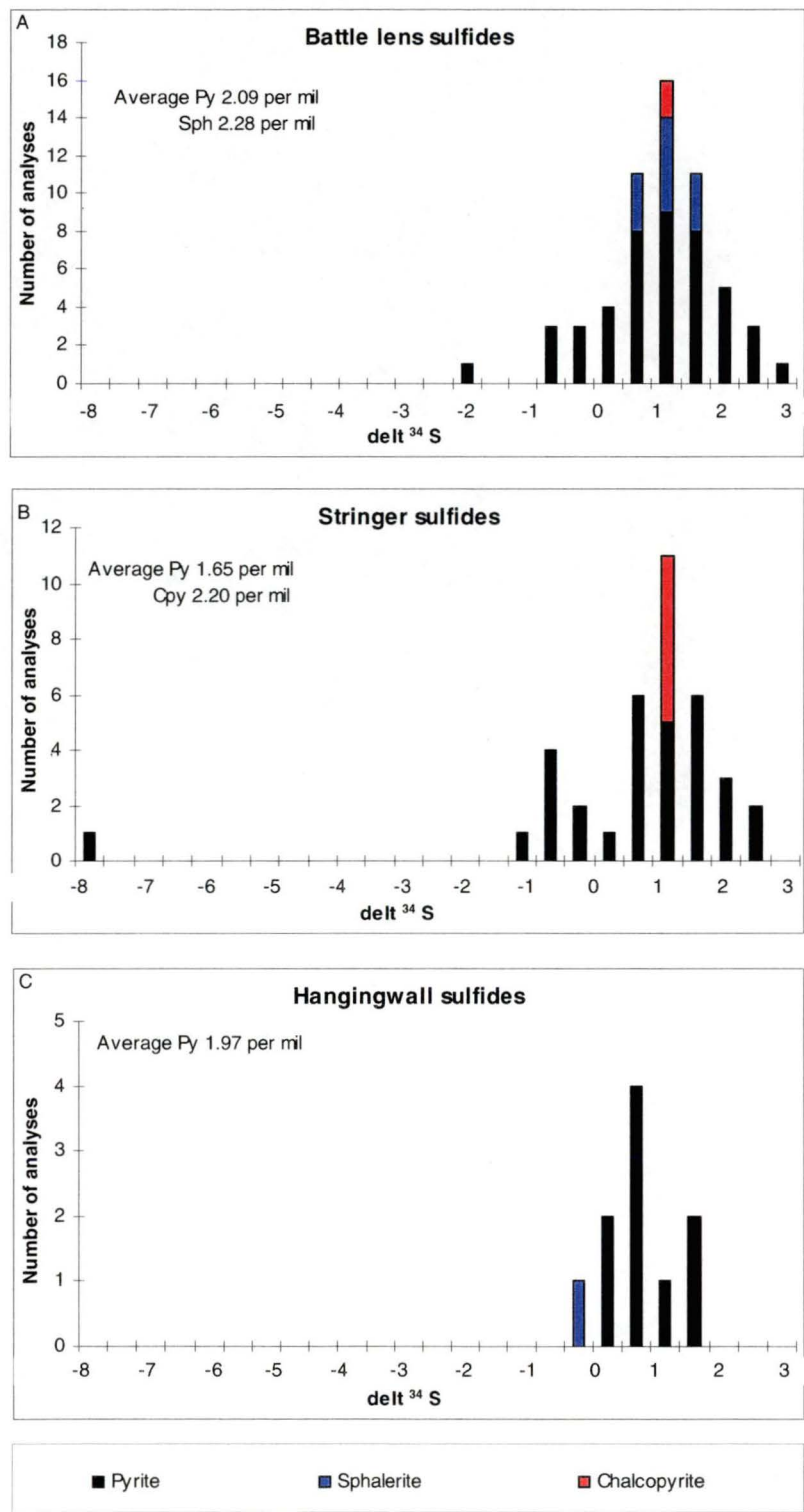 A
Battle lens sulfides
Average Py 2.09 per mil
Sph 2.28 per mil
Number of analyses
18
16
14
12
10
8
6
4
2
0
-8 -7 -6 -5 -4 -3 -2 -1 0 1 2 3
delt ³⁴ S
B
Stringer sulfides
Average Py 1.65 per mil
Cpy 2.20 per mil
Number of analyses
12
10
8
6
4
2
0
-8 -7 -6 -5 -4 -3 -2 -1 0 1 2 3
delt ³⁴ S
C
Hangingwall sulfides
Average Py 1.97 per mil
Number of analyses
5
4
3
2
1
0
-8 -7 -6 -5 -4 -3 -2 -1 0 1 2 3
delt ³⁴ S
Pyrite Sphalerite Chalcopyrite